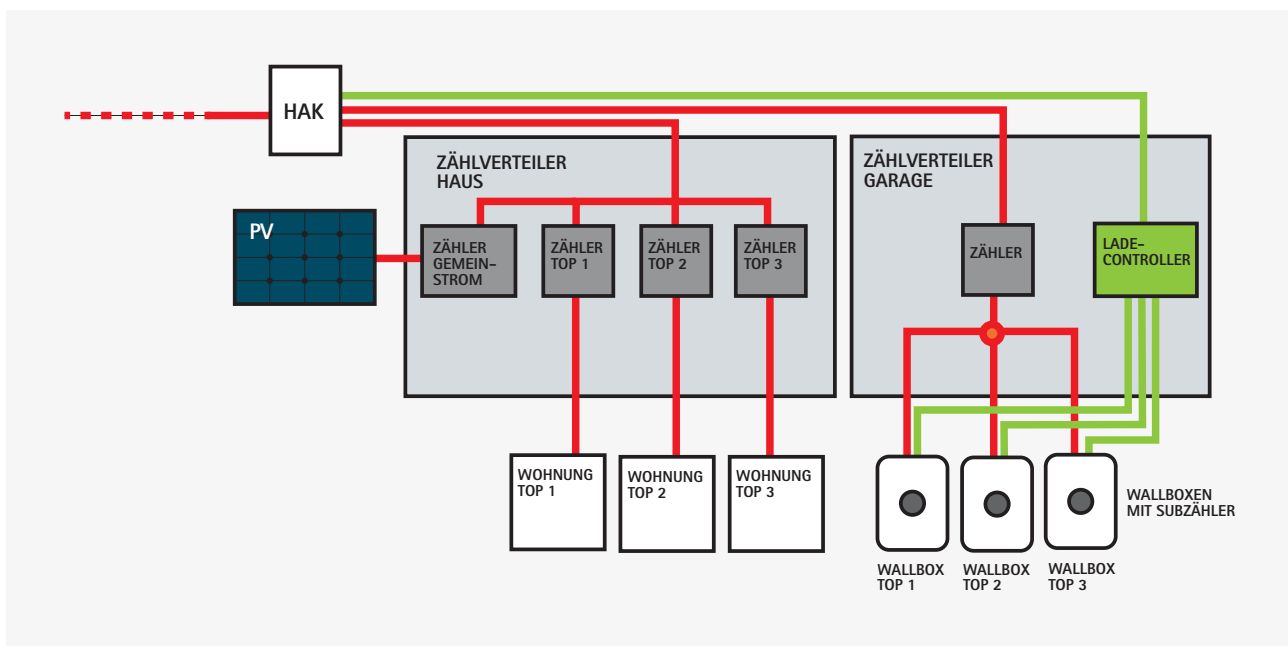 HAK
ZÄHLVERTEILER
HAUS
ZÄHLVERTEILER
GARAGE
PV
ZÄHLER
GEMEIN-
STROM
ZÄHLER
TOP 1
ZÄHLER
TOP 2
ZÄHLER
TOP 3
ZÄHLER
LADE-
CONTROLLER
WOHNUNG
TOP 1
WOHNUNG
TOP 2
WOHNUNG
TOP 3
WALLBOXEN
MIT SUBZÄHLER
WALLBOX
TOP 1
WALLBOX
TOP 2
WALLBOX
TOP 3